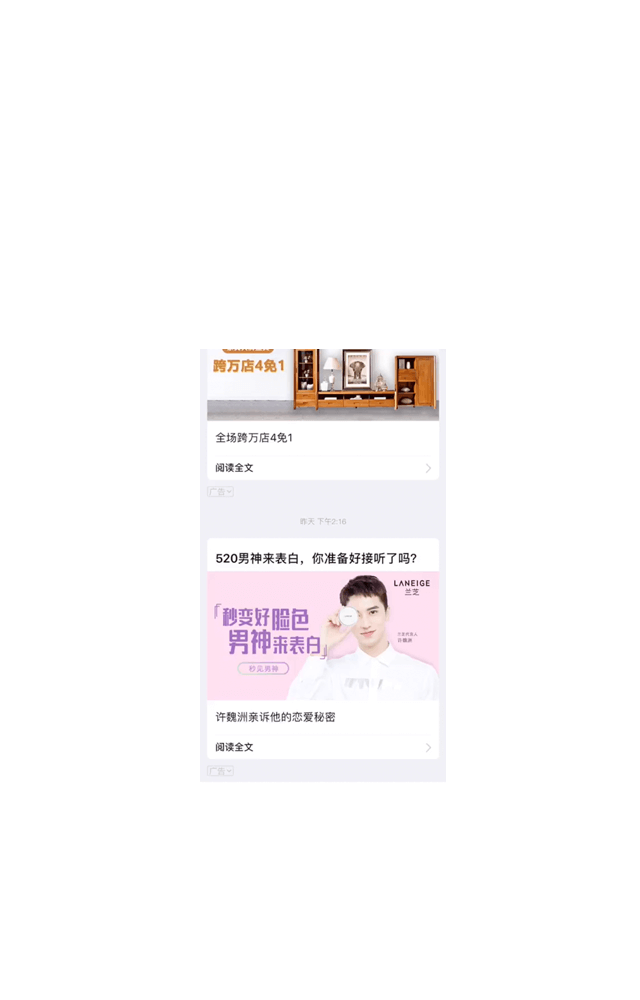 跨万店4免1
全场跨万店4免1
阅读全文
广告
昨天 下午2:16
520男神来表白，你准备好接听了吗?
LANEIGE
兰芝
秒变好脸色
男神来表白
兰芝代言人
许魏洲
秒见男神
许魏洲亲诉他的恋爱秘密
阅读全文
广告